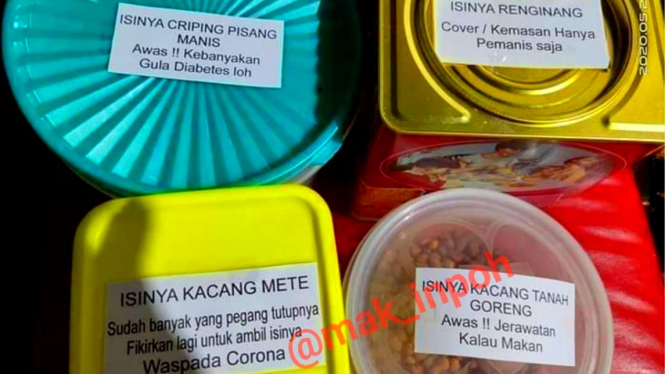 ISINYA CRIPING PISANG
MANIS
Awas !! Kebanyakan
Gula Diabetes loh
ISINYA RENGINANG
Cover / Kemasan Hanya
Pemanis saja
2020.05.2
ISINYA KACANG METE
Sudah banyak yang pegang tutupnya
Fikirkan lagi untuk ambil isinya
Waspada Corona
ISINYA KACANG TANAH
GORENG
Awas !! Jerawatan
Kalau Makan
@mak_inpoh